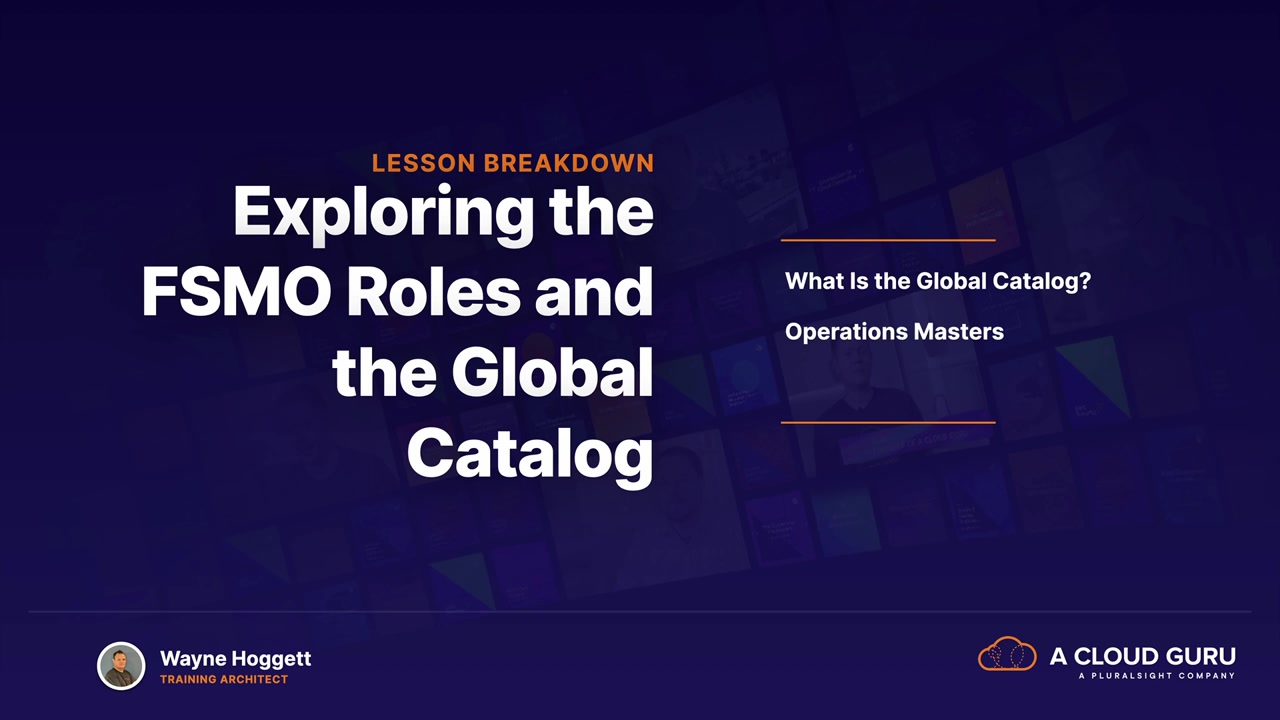 LESSON BREAKDOWN
Exploring the
FSMO Roles and
the Global
Catalog
What Is the Global Catalog?
Operations Masters
Wayne Hoggett
TRAINING ARCHITECT
A CLOUD GURU
A PLURALSIGHT COMPANY